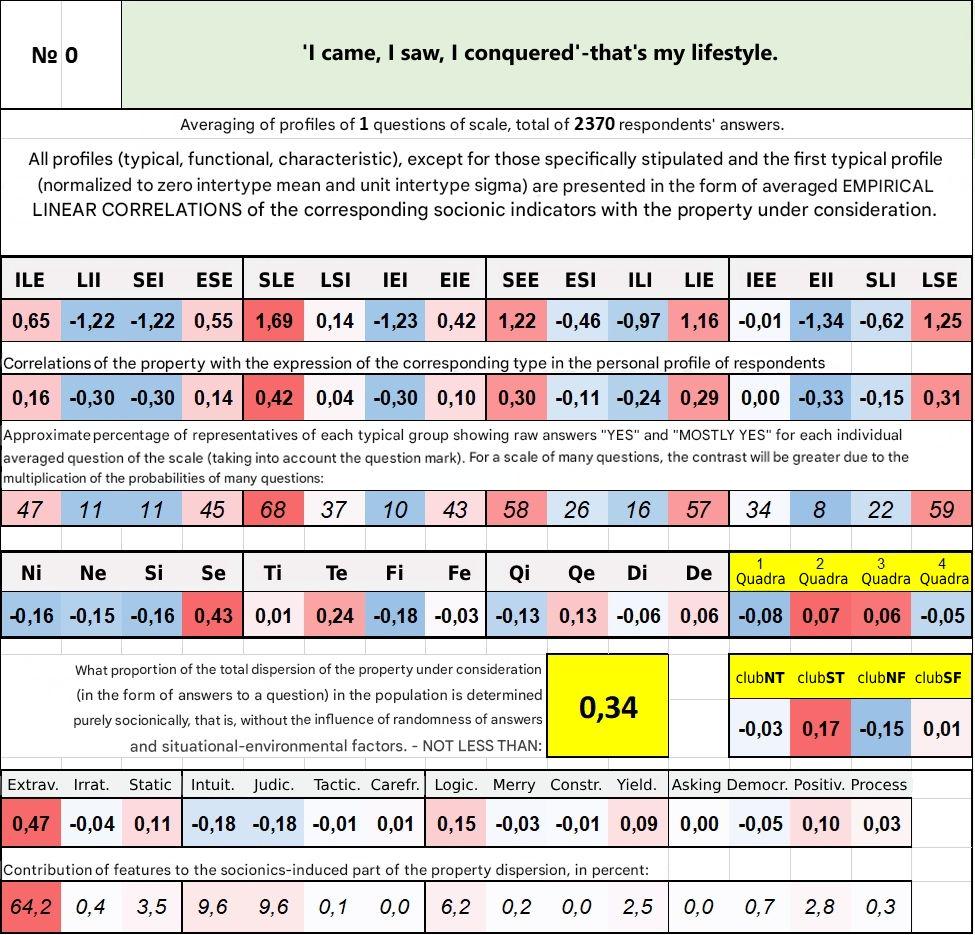 № 0
'I came, I saw, I conquered'-that's my lifestyle.
Averaging of profiles of 1 questions of scale, total of 2370 respondents' answers.
All profiles (typical, functional, characteristic), except for those specifically stipulated and the first typical profile
(normalized to zero intertype mean and unit intertype sigma) are presented in the form of averaged EMPIRICAL
LINEAR CORRELATIONS of the corresponding socionic indicators with the property under consideration.
ILE LII SEI ESE SLE LSI IEI EIE SEE ESI ILI LIE IEE EII SLI LSE
0,65 -1,22 -1,22 0,55 1,69 0,14 -1,23 0,42 1,22 -0,46 -0,97 1,16 -0,01 -1,34 -0,62 1,25
Correlations of the property with the expression of the corresponding type in the personal profile of respondents
0,16 -0,30 -0,30 0,14 0,42 0,04 -0,30 0,10 0,30 -0,11 -0,24 0,29 0,00 -0,33 -0,15 0,31
Approximate percentage of representatives of each typical group showing raw answers "YES" and "MOSTLY YES" for each individual
averaged question of the scale (taking into account the question mark). For a scale of many questions, the contrast will be greater due to the
multiplication of the probabilities of many questions:
47 11 11 45 68 37 10 43 58 26 16 57 34 8 22 59
Ni Ne Si Se Ti Te Fi Fe Qi Qe Di De 1 Quadra 2 Quadra 3 Quadra 4 Quadra
-0,16 -0,15 -0,16 0,43 0,01 0,24 -0,18 -0,03 -0,13 0,13 -0,06 0,06 -0,08 0,07 0,06 -0,05
What proportion of the total dispersion of the property under consideration
(in the form of answers to a question) in the population is determined
purely socionically, that is, without the influence of randomness of answers
and situational-environmental factors. - NOT LESS THAN:
0,34
clubNT clubST clubNF clubSF
-0,03 0,17 -0,15 0,01
Extrav. Irrat. Static Intuit. Judic. Tactic. Carefr. Logic. Merry Constr. Yield. Asking Democr. Positiv. Process
0,47 -0,04 0,11 -0,18 -0,18 -0,01 0,01 0,15 -0,03 -0,01 0,09 0,00 -0,05 0,10 0,03
Contribution of features to the socionics-induced part of the property dispersion, in percent:
64,2 0,4 3,5 9,6 9,6 0,1 0,0 6,2 0,2 0,0 2,5 0,0 0,7 2,8 0,3